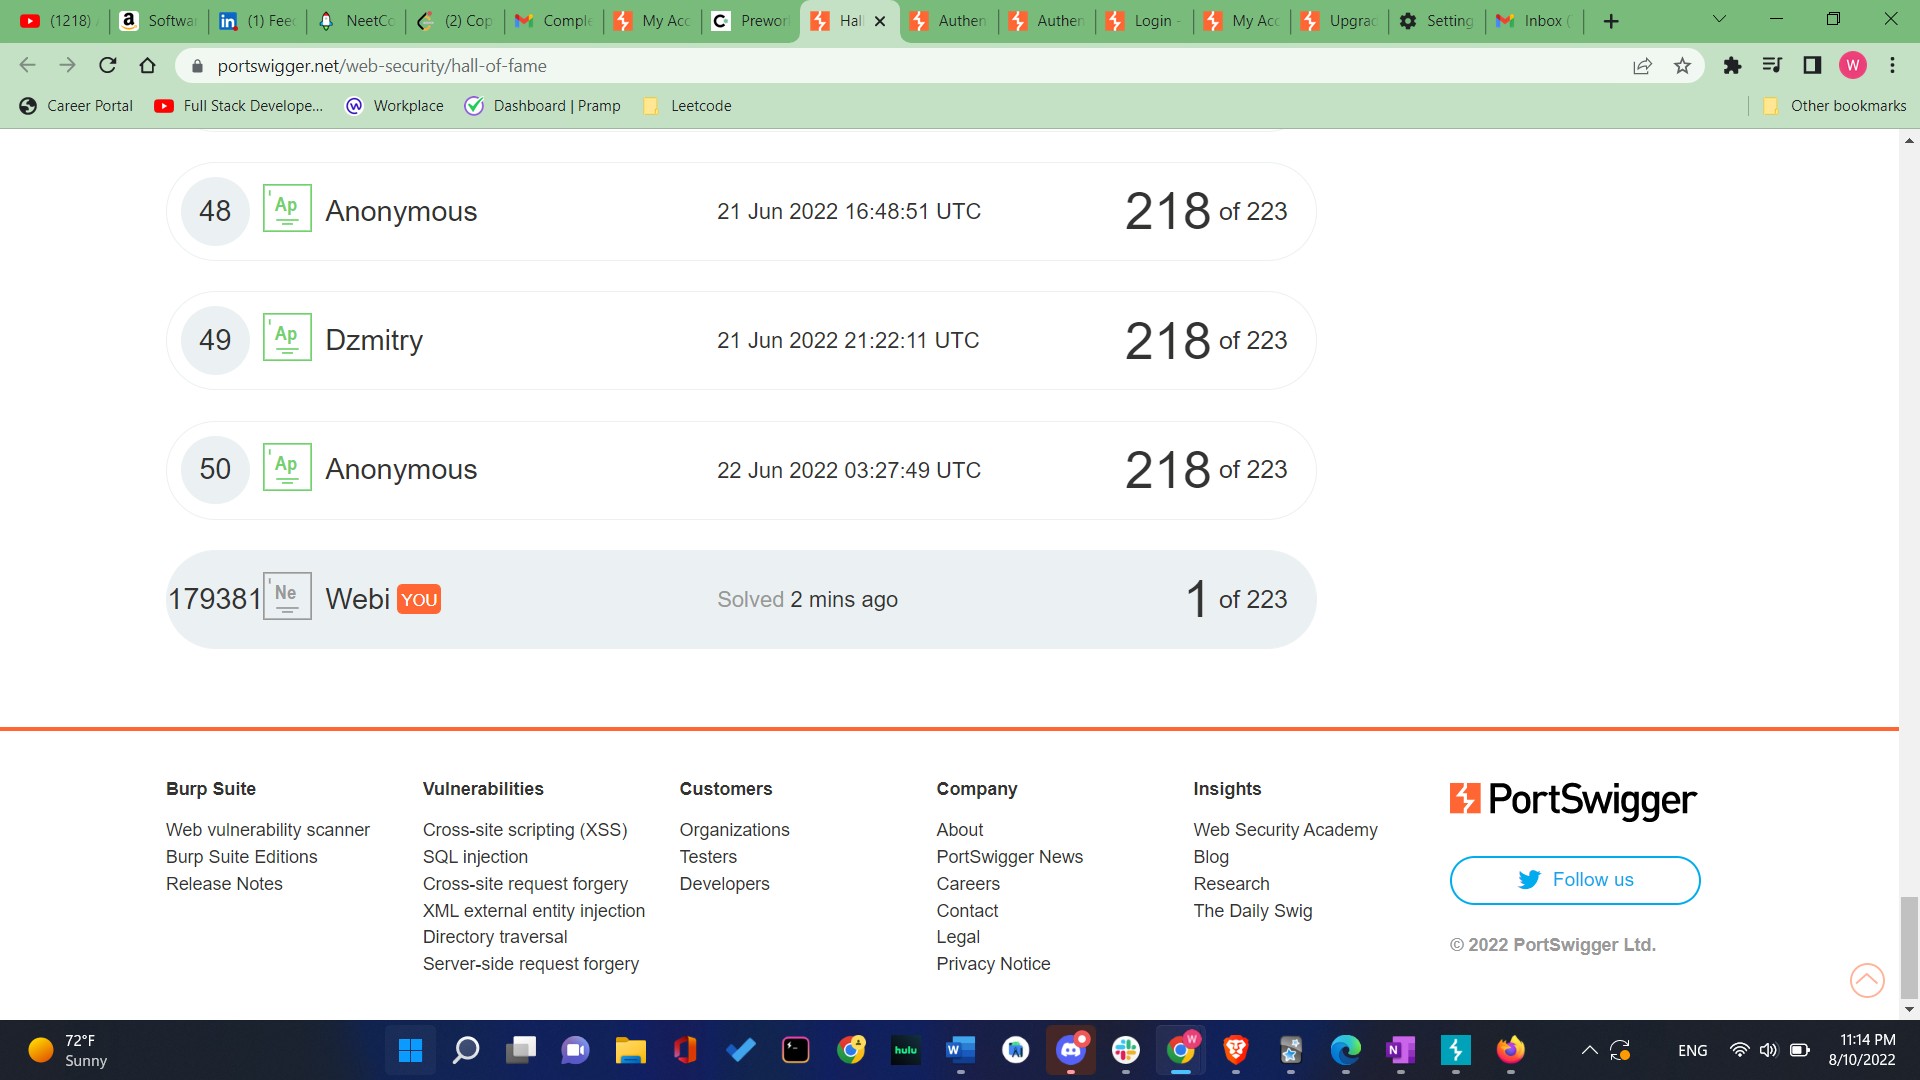 (1218)
Softwa
(1) Fee
NeetCo
(2) Cop
Comple
My Acc
Prewor
Hal
Authen
Authen
Login -
My Acc
Upgrad
Setting
Inbox (
portswigger.net/web-security/hall-of-fame
W
Career Portal
Full Stack Develope...
Workplace
Dashboard | Pramp
Leetcode
Other bookmarks
48 Ap Anonymous 21 Jun 2022 16:48:51 UTC 218 of 223
49 Ap Dzmitry 21 Jun 2022 21:22:11 UTC 218 of 223
50 Ap Anonymous 22 Jun 2022 03:27:49 UTC 218 of 223
179381 Ne Webi YOU Solved 2 mins ago 1 of 223
Burp Suite
Web vulnerability scanner
Burp Suite Editions
Release Notes
Vulnerabilities
Cross-site scripting (XSS)
SQL injection
Cross-site request forgery
XML external entity injection
Directory traversal
Server-side request forgery
Customers
Organizations
Testers
Developers
Company
About
PortSwigger News
Careers
Contact
Legal
Privacy Notice
Insights
Web Security Academy
Blog
Research
The Daily Swig
PortSwigger
Follow us
© 2022 PortSwigger Ltd.
72°F
Sunny
hulu
W
W
N
ENG
11:14 PM
8/10/2022